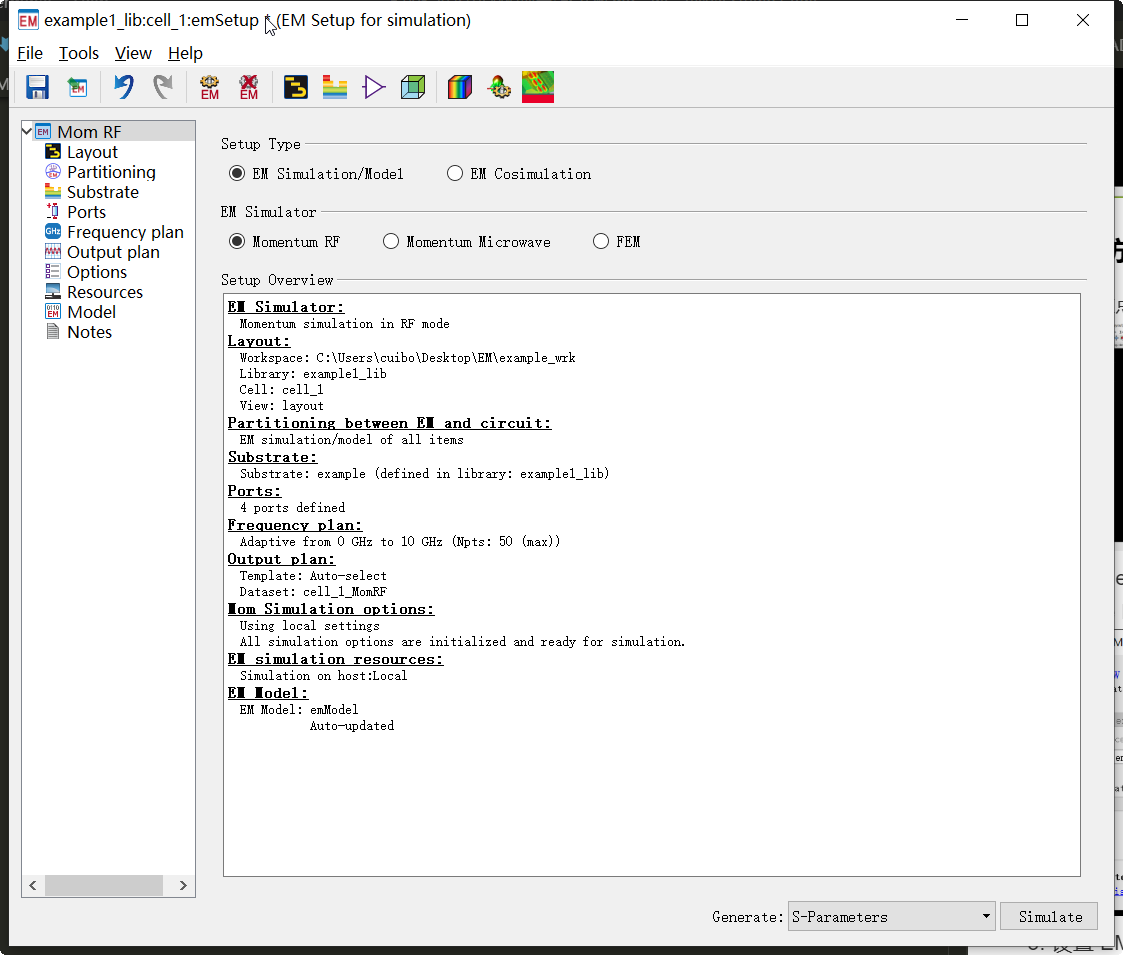 example1_lib:cell_1:emSetup * (EM Setup for simulation)
File Tools View Help
EM EM EM
Mom RF
Layout
Partitioning
Substrate
Ports
Frequency plan
Output plan
Options
Resources
Model
Notes
Setup Type
EM Simulation/Model EM Cosimulation
EM Simulator
Momentum RF Momentum Microwave FEM
Setup Overview
EM Simulator:
Momentum simulation in RF mode
Layout:
Workspace: C:\Users\cuibo\Desktop\EM\example_wrk
Library: example1_lib
Cell: cell_1
View: layout
Partitioning between EM and circuit:
EM simulation/model of all items
Substrate:
Substrate: example (defined in library: example1_lib)
Ports:
4 ports defined
Frequency plan:
Adaptive from 0 GHz to 10 GHz (Npts: 50 (max))
Output plan:
Template: Auto-select
Dataset: cell_1_MomRF
Mom Simulation options:
Using local settings
All simulation options are initialized and ready for simulation.
EM simulation resources:
Simulation on host:Local
EM Model:
EM Model: emModel
Auto-updated
Generate: S-Parameters Simulate